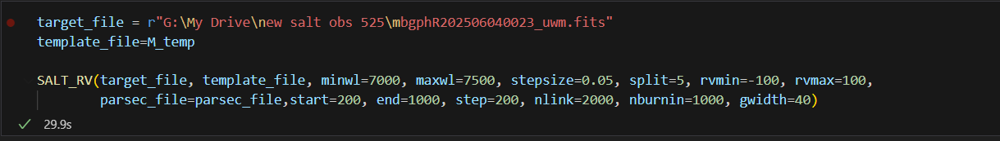 target_file = r"G:\My Drive\new salt obs 525\mbgphR202506040023_uwm.fits"
template_file=M_temp
SALT_RV(target_file, template_file, minwl=7000, maxwl=7500, stepsize=0.05, split=5, rvmin=-100, rvmax=100,
parsec_file=parsec_file,start=200, end=1000, step=200, nlink=2000, nburnin=1000, gwidth=40)
29.9s